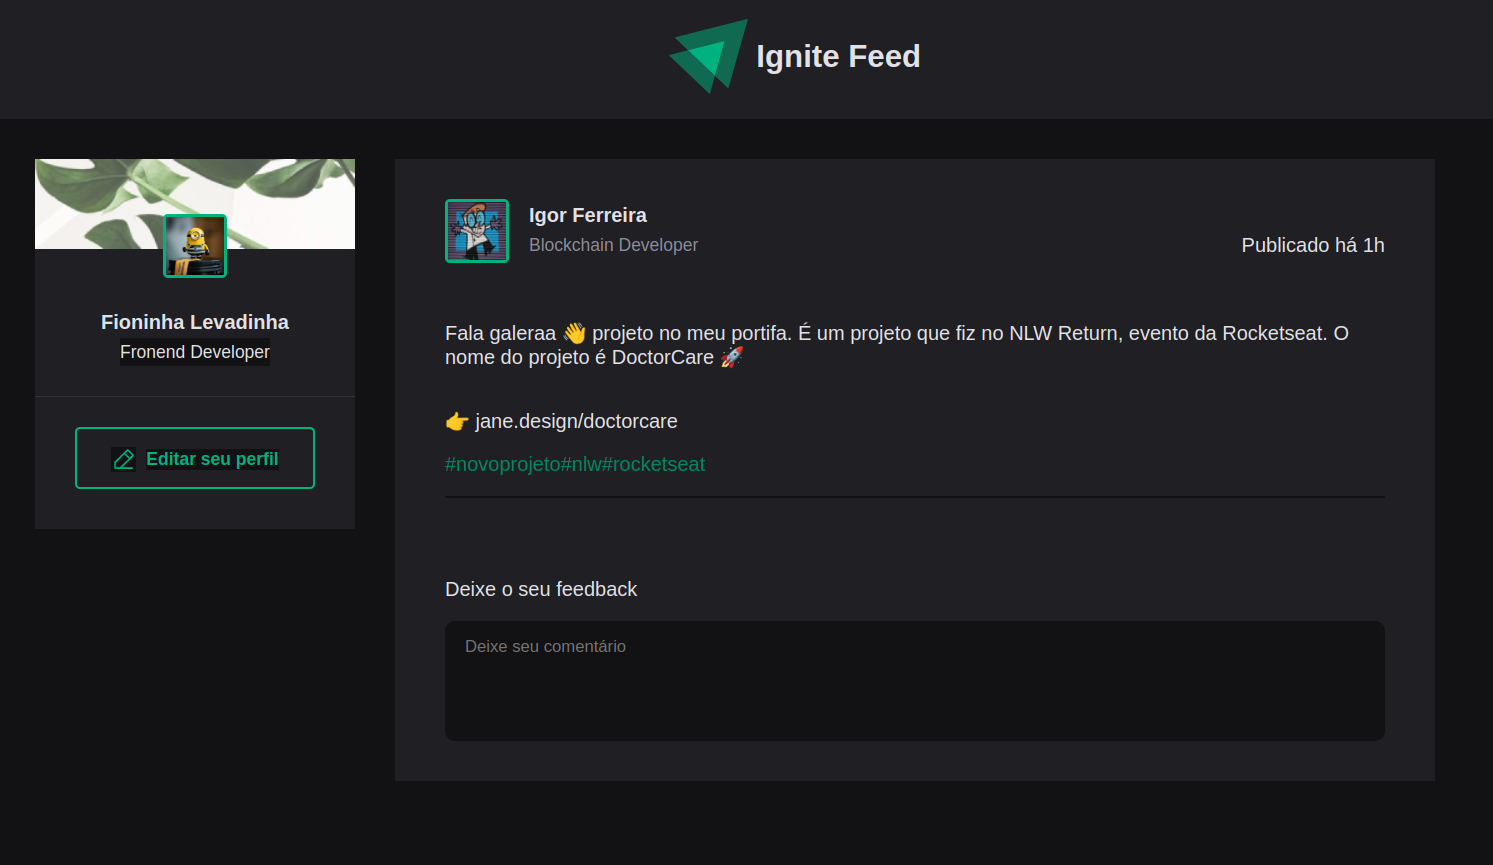 Ignite Feed
Fioninha Levadinha
Fronend Developer
Editar seu perfil
Igor Ferreira
Blockchain Developer
Publicado há 1h
Fala galeraa 👋 projeto no meu portifa. É um projeto que fiz no NLW Return, evento da Rocketseat. O
nome do projeto é DoctorCare 🚀
👉 jane.design/doctorcare
#novoprojeto#nlw#rocketseat
Deixe o seu feedback
Deixe seu comentário